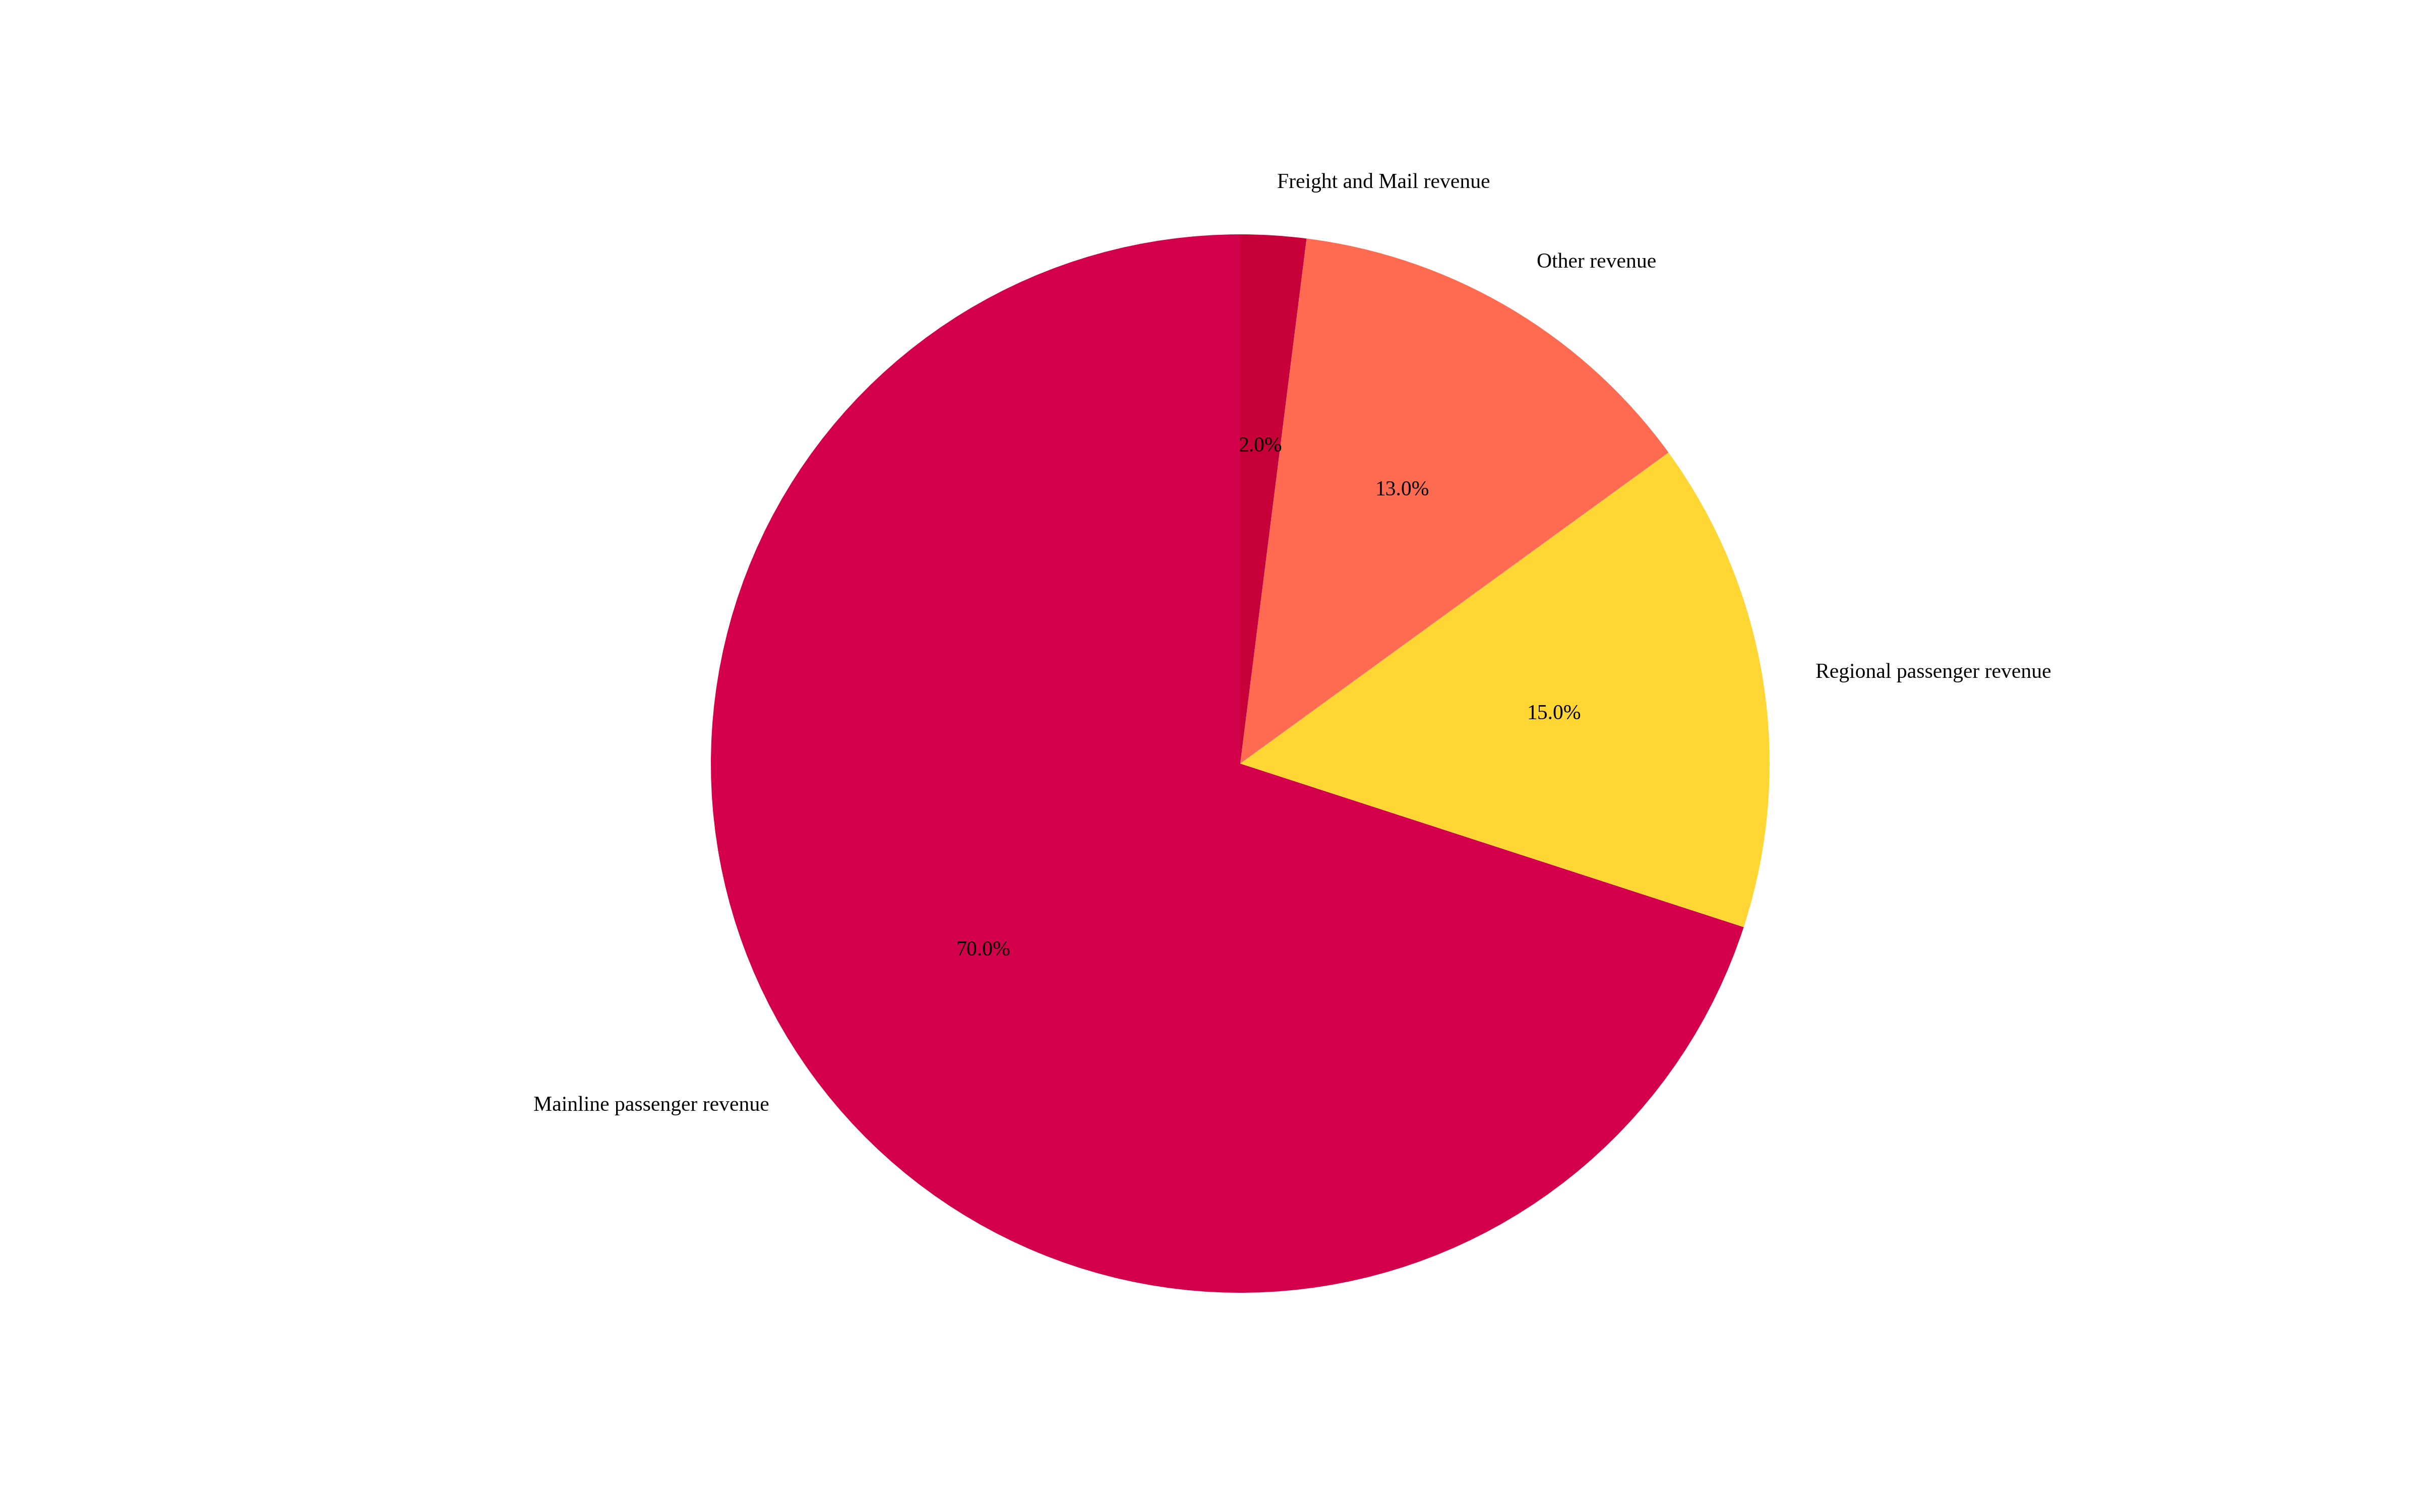 Freight and Mail revenue
Other revenue
2.0%
13.0%
Regional passenger revenue
15.0%
70.0%
Mainline passenger revenue